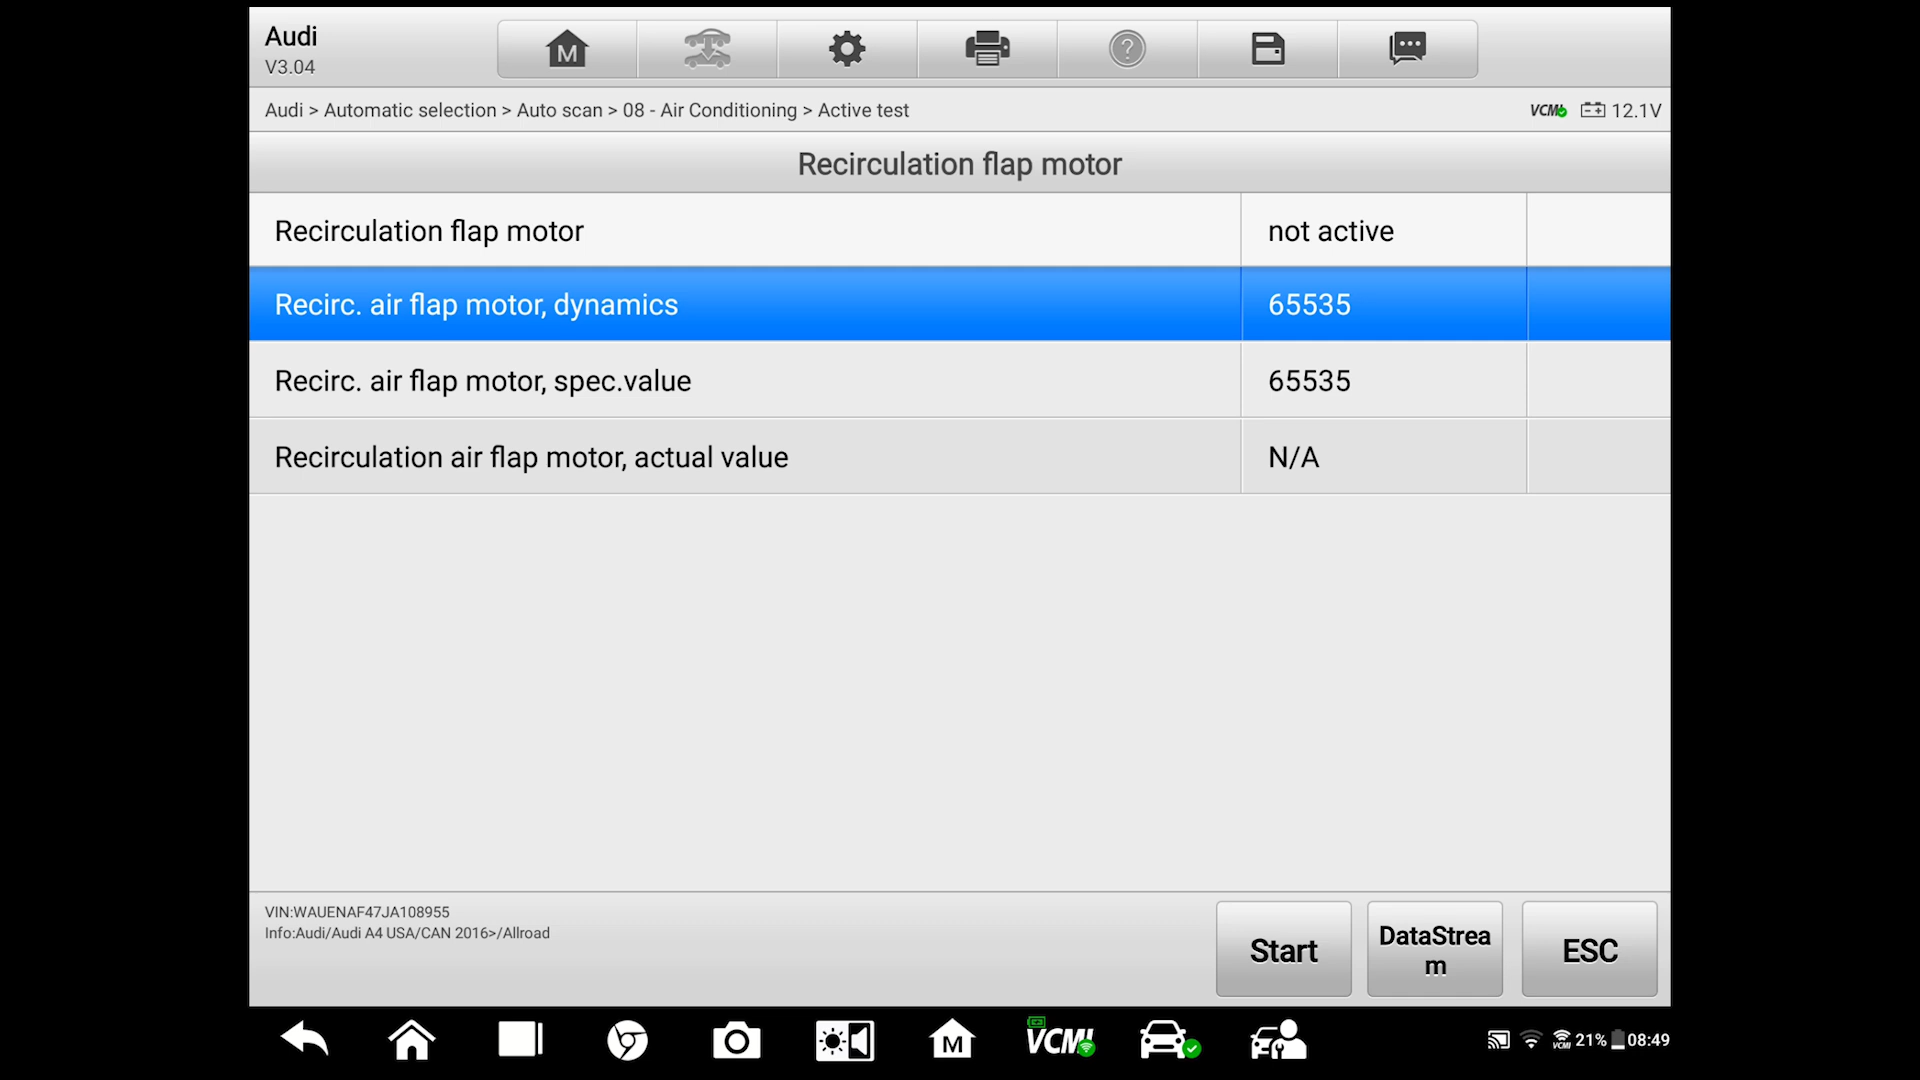 Audi
V3.04
M
?
Audi > Automatic selection > Auto scan > 08 - Air Conditioning > Active test
VCMI
12.1V
Recirculation flap motor
Recirculation flap motor not active
Recirc. air flap motor, dynamics 65535
Recirc. air flap motor, spec.value 65535
Recirculation air flap motor, actual value N/A
VIN:WAUENAF47JA108955
Info:Audi/Audi A4 USA/CAN 2016>/Allroad
Start
DataStrea
m
ESC
M
VCMI
VCMI
21%
08:49